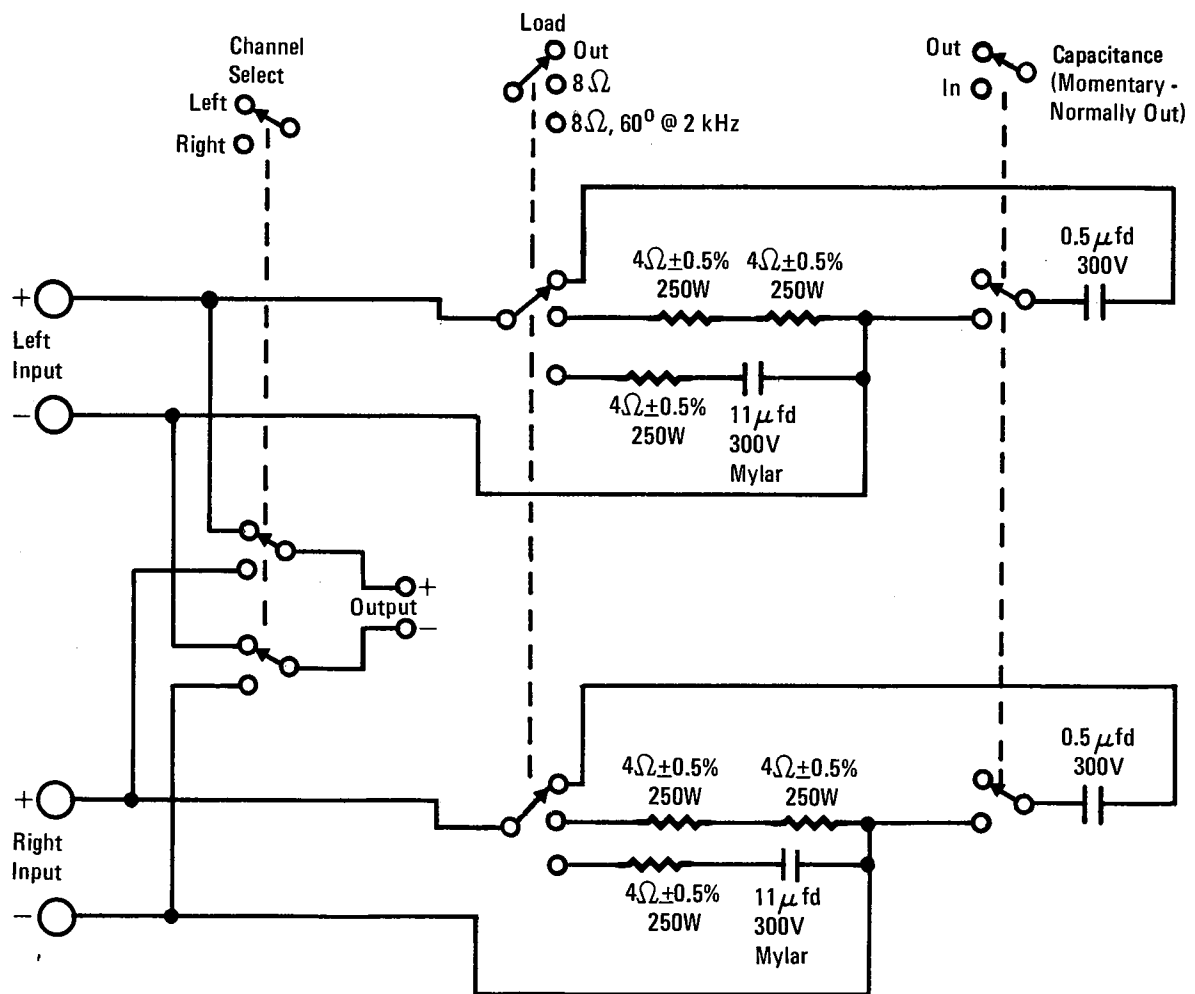 Channel
Select
Left
Right
Load
Out
8Ω
8Ω, 60° @ 2 kHz
Out
In
Capacitance
(Momentary -
Normally Out)
+
Left
Input
−
4Ω±0.5%
250W
4Ω±0.5%
250W
4Ω±0.5%
250W
11μfd
300V
Mylar
0.5μfd
300V
+
Output
−
+
Right
Input
−
4Ω±0.5%
250W
4Ω±0.5%
250W
4Ω±0.5%
250W
11μfd
300V
Mylar
0.5μfd
300V